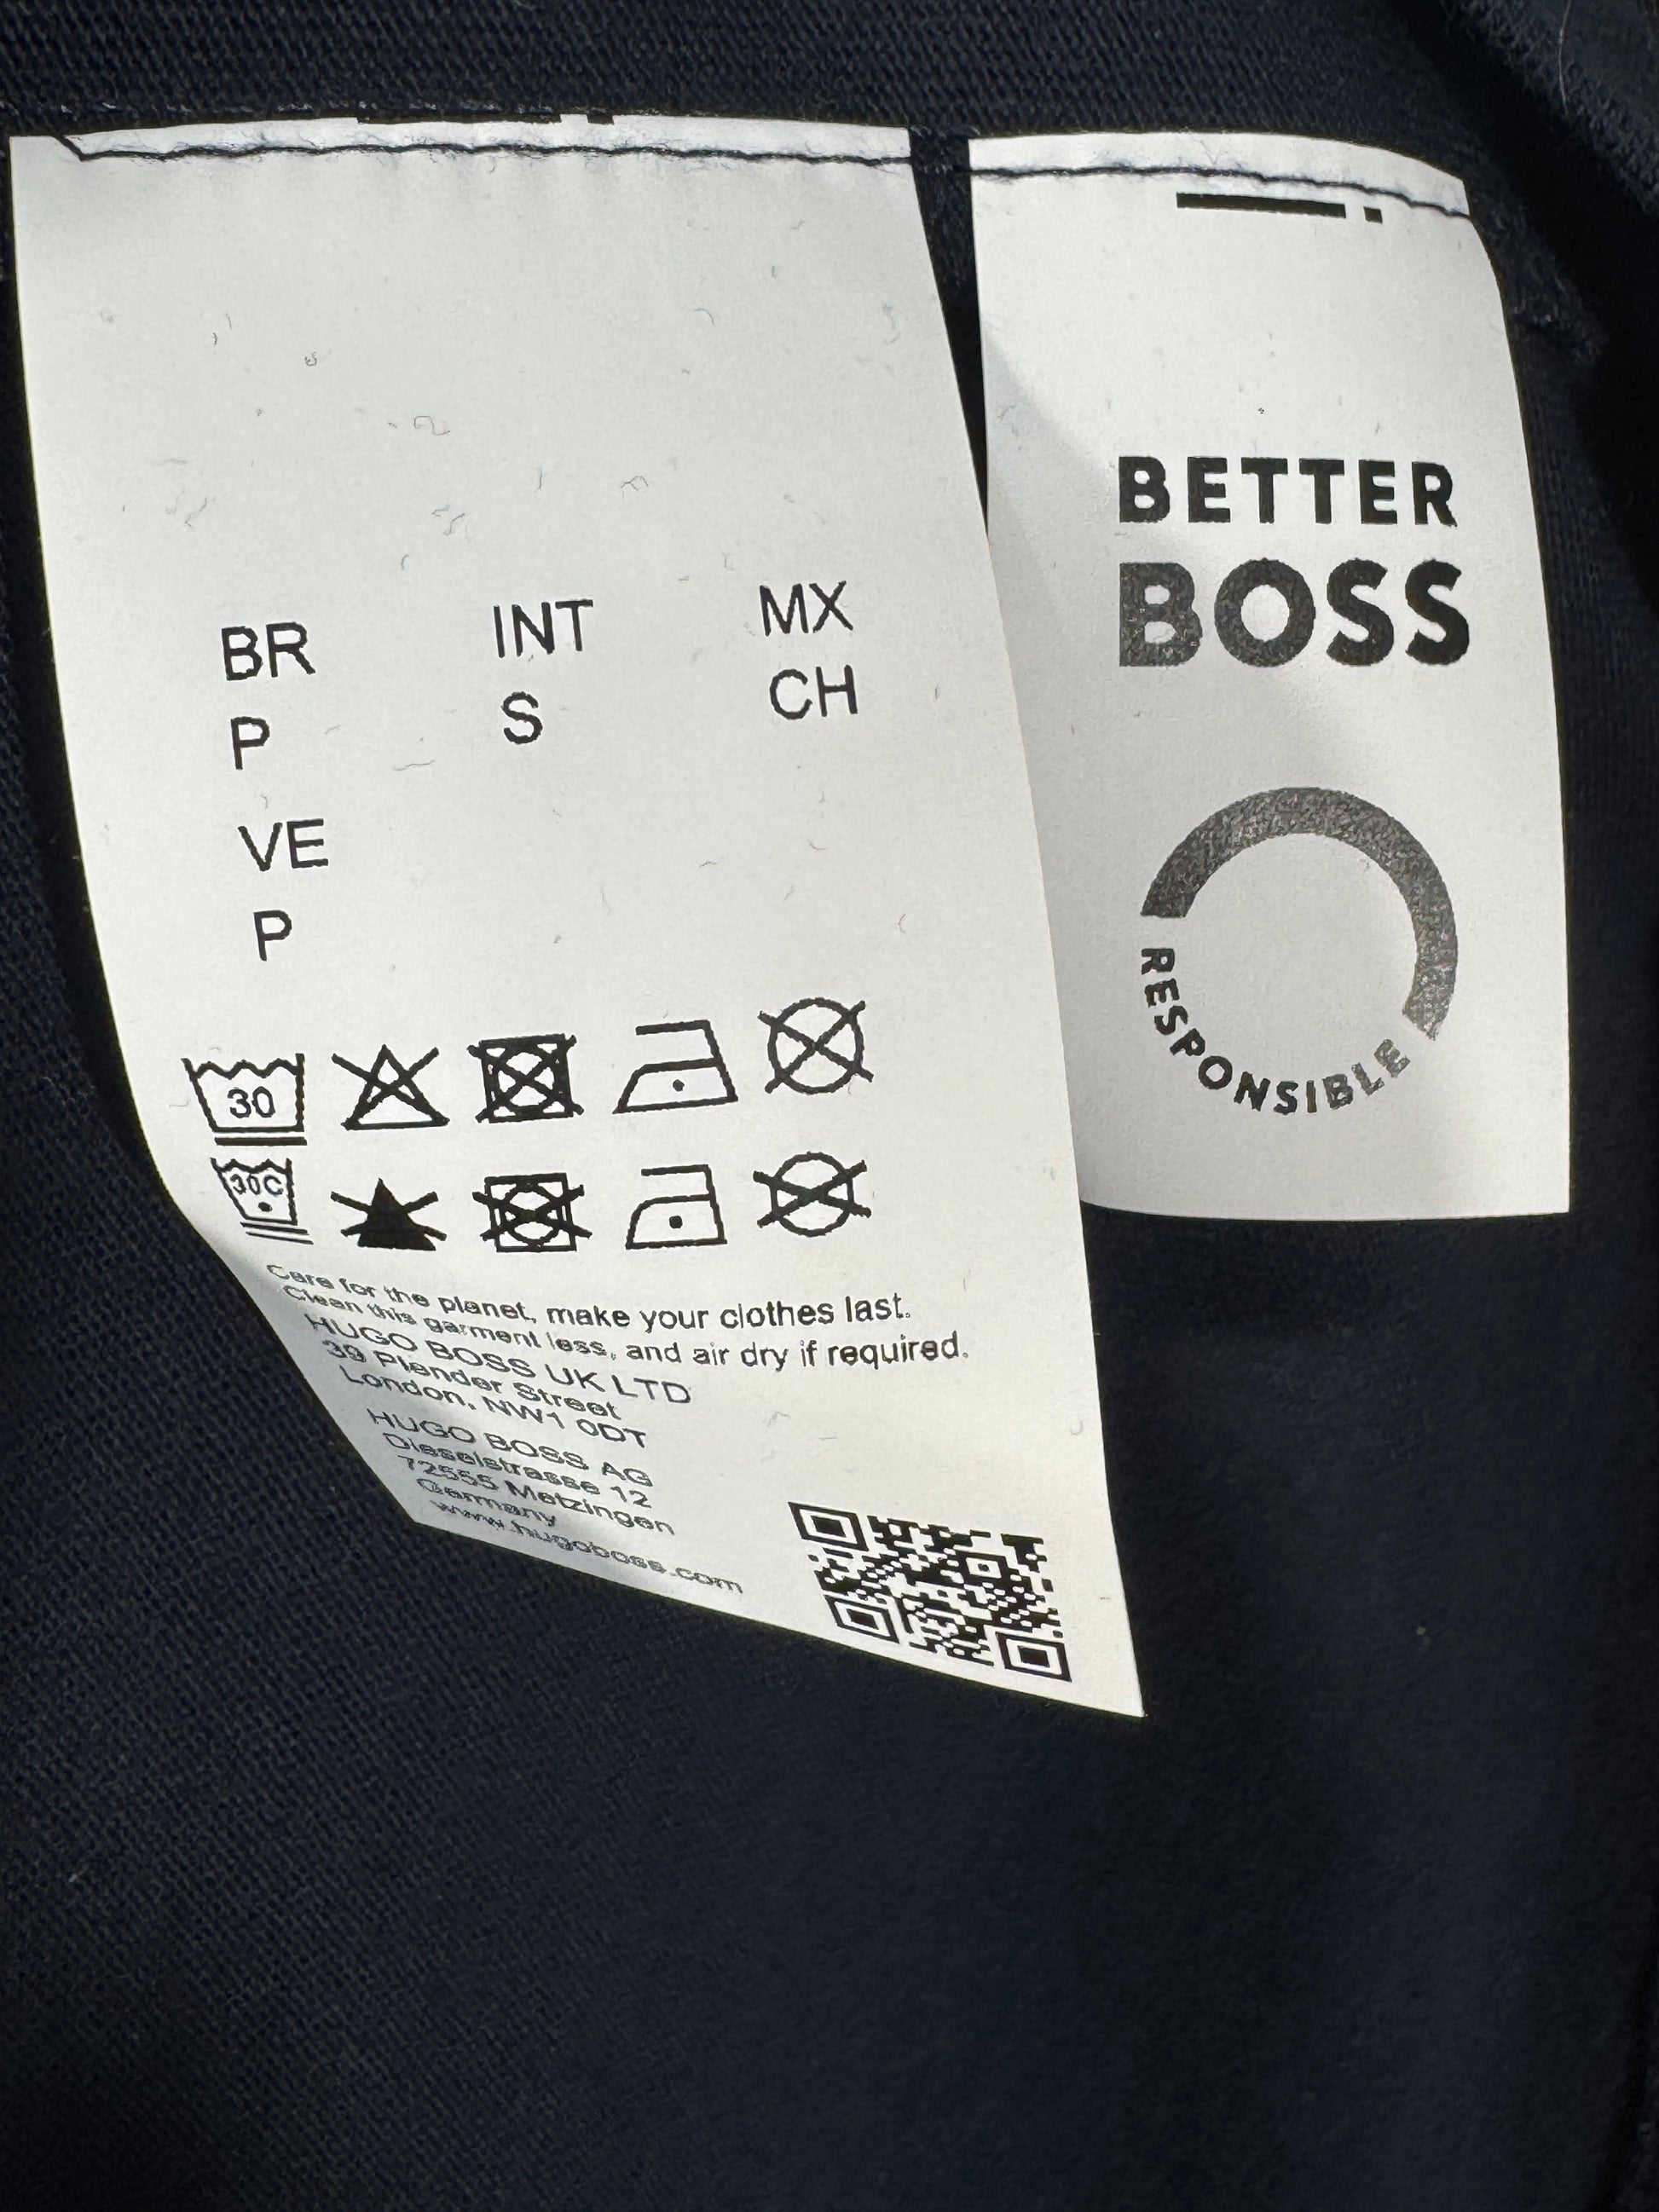 BR INT MX
P S CH
VE
P
30
30C
Care for the planet, make your clothes last.
Clean this garment less, and air dry if required.
HUGO BOSS UK LTD
39 Plender Street
London, NW1 0DT
HUGO BOSS AG
Dieselstrasse 12
72555 Metzingen
Germany
www.hugoboss.com
BETTER
BOSS
RESPONSIBLE